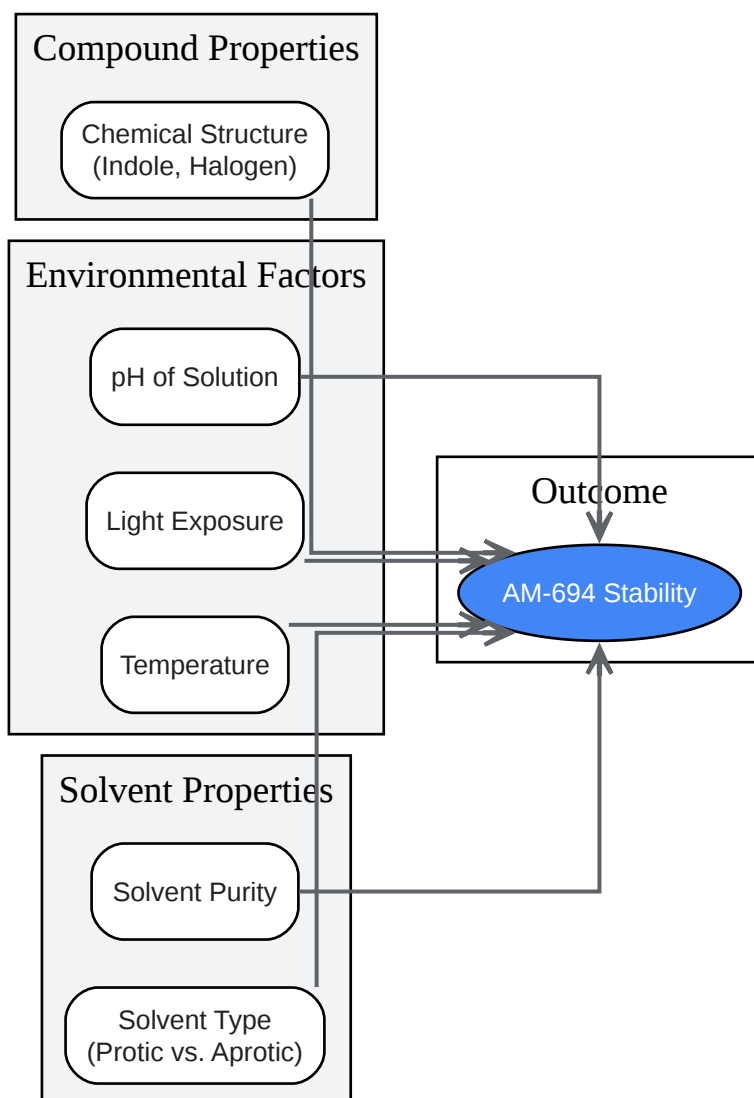 Compound Properties
Chemical Structure
(Indole, Halogen)
Environmental Factors
pH of Solution
Light Exposure
Temperature
Outcome
AM-694 Stability
Solvent Properties
Solvent Purity
Solvent Type
(Protic vs. Aprotic)